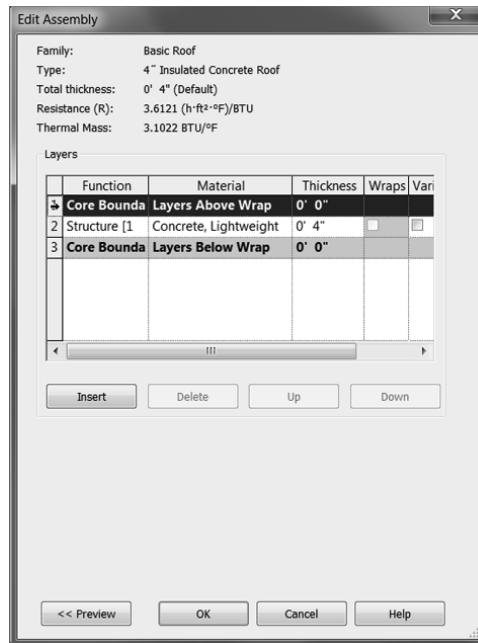 Edit Assembly
X
Family: Basic Roof
Type: 4" Insulated Concrete Roof
Total thickness: 0' 4" (Default)
Resistance (R): 3.6121 (h·ft²·°F)/BTU
Thermal Mass: 3.1022 BTU/°F
Layers
Function Material Thickness Wraps Vari
Core Bounda Layers Above Wrap 0' 0"
2 Structure [1 Concrete, Lightweight 0' 4"
3 Core Bounda Layers Below Wrap 0' 0"
Insert Delete Up Down
<< Preview OK Cancel Help